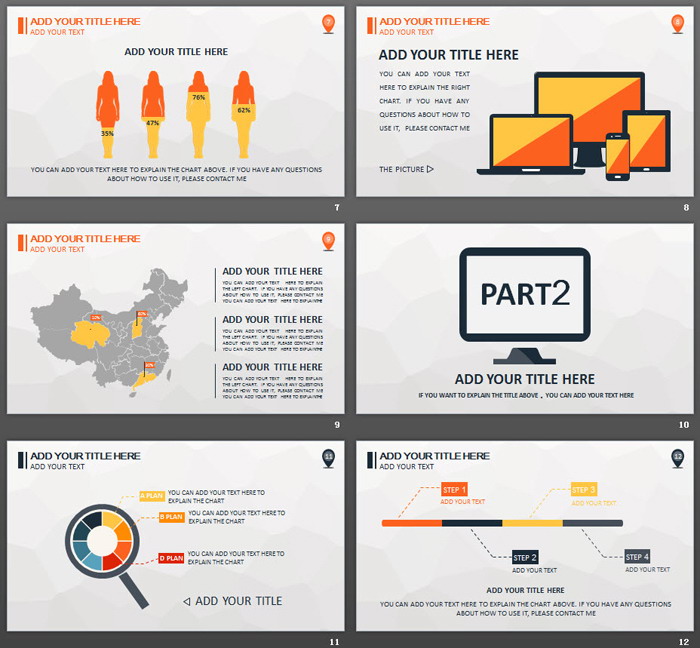 ADD YOUR TITLE HERE
ADD YOUR TEXT
7
ADD YOUR TITLE HERE
35%
47%
76%
62%
YOU CAN ADD YOUR TEXT HERE TO EXPLAIN THE CHART ABOVE. IF YOU HAVE ANY QUESTIONS
ABOUT HOW TO USE IT, PLEASE CONTACT ME
7
ADD YOUR TITLE HERE
ADD YOUR TEXT
8
ADD YOUR TITLE HERE
YOU CAN ADD YOUR TEXT
HERE TO EXPLAIN THE RIGHT
CHART. IF YOU HAVE ANY
QUESTIONS ABOUT HOW TO
USE IT, PLEASE CONTACT ME
THE PICTURE
8
ADD YOUR TITLE HERE
ADD YOUR TEXT
9
ADD YOUR TITLE HERE
YOU CAN ADD YOUR TEXT HERE TO EXPLAIN
THE LEFT CHART. IF YOU HAVE ANY QUESTIONS
ABOUT HOW TO USE IT, PLEASE CONTACT ME
YOU CAN ADD YOUR TEXT HERE TO EXPLAIN THE
ADD YOUR TITLE HERE
YOU CAN ADD YOUR TEXT HERE TO EXPLAIN
THE LEFT CHART. IF YOU HAVE ANY QUESTIONS
ABOUT HOW TO USE IT, PLEASE CONTACT ME
YOU CAN ADD YOUR TEXT HERE TO EXPLAIN THE
ADD YOUR TITLE HERE
YOU CAN ADD YOUR TEXT HERE TO EXPLAIN
THE LEFT CHART. IF YOU HAVE ANY QUESTIONS
ABOUT HOW TO USE IT, PLEASE CONTACT ME
YOU CAN ADD YOUR TEXT HERE TO EXPLAIN THE
9
PART2
ADD YOUR TITLE HERE
IF YOU WANT TO EXPLAIN THE TITLE ABOVE , YOU CAN ADD YOUR TEXT HERE
10
ADD YOUR TITLE HERE
ADD YOUR TEXT
11
A PLAN
YOU CAN ADD YOUR TEXT HERE TO
EXPLAIN THE CHART
B PLAN
YOU CAN ADD YOUR TEXT HERE TO
EXPLAIN THE CHART
D PLAN
YOU CAN ADD YOUR TEXT HERE TO
EXPLAIN THE CHART
ADD YOUR TITLE
11
ADD YOUR TITLE HERE
ADD YOUR TEXT
12
STEP 1
ADD YOUR TEXT
STEP 3
ADD YOUR TEXT
STEP 2
ADD YOUR TEXT
STEP 4
ADD YOUR TEXT
ADD YOUR TITLE HERE
YOU CAN ADD YOUR TEXT HERE TO EXPLAIN THE CHART ABOVE. IF YOU HAVE ANY QUESTIONS
ABOUT HOW TO USE IT, PLEASE CONTACT ME
12